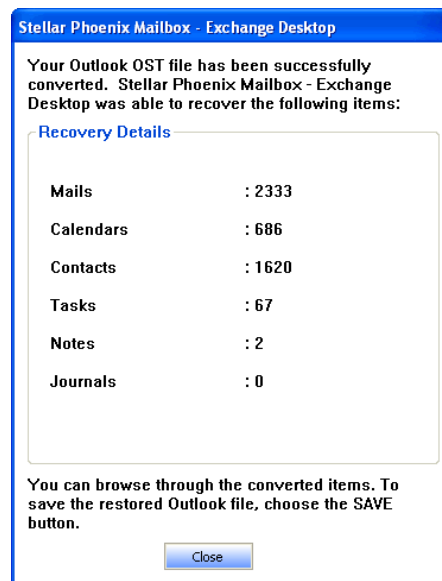 Stellar Phoenix Mailbox - Exchange Desktop
Your Outlook OST file has been successfully
converted. Stellar Phoenix Mailbox - Exchange
Desktop was able to recover the following items:
Recovery Details
Mails : 2333
Calendars : 686
Contacts : 1620
Tasks : 67
Notes : 2
Journals : 0
You can browse through the converted items. To
save the restored Outlook file, choose the SAVE
button.
Close